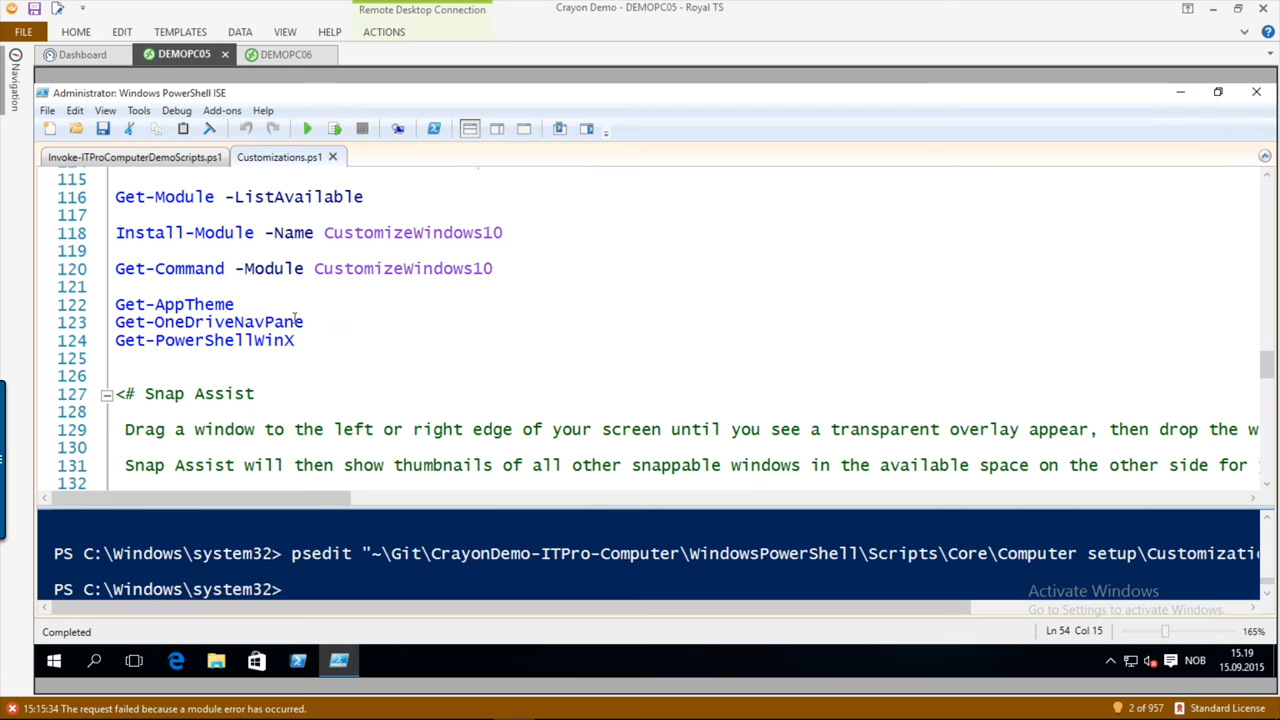 Remote Desktop Connection
Crayon Demo - DEMOPC05 - Royal TS
FILE HOME EDIT TEMPLATES DATA VIEW HELP ACTIONS
Dashboard DEMOPC05 DEMOPC06
Navigation
Administrator: Windows PowerShell ISE
File Edit View Tools Debug Add-ons Help
Invoke-ITProComputerDemoScripts.ps1 Customizations.ps1
115
116 Get-Module -ListAvailable
117
118 Install-Module -Name CustomizeWindows10
119
120 Get-Command -Module CustomizeWindows10
121
122 Get-AppTheme
123 Get-OneDriveNavPane
124 Get-PowerShellWinX
125
126
127 <# Snap Assist
128
129 Drag a window to the left or right edge of your screen until you see a transparent overlay appear, then drop the w
130
131 Snap Assist will then show thumbnails of all other snappable windows in the available space on the other side for
132
PS C:\Windows\system32> psedit "~\Git\CrayonDemo-ITPro-Computer\WindowsPowerShell\Scripts\Core\Computer setup\Customizatio
PS C:\Windows\system32>
Activate Windows
Go to Settings to activate Windows.
Completed
Ln 54 Col 15
165%
15.19
NOB
15.09.2015
15:15:34 The request failed because a module error has occurred.
2 of 957
Standard License